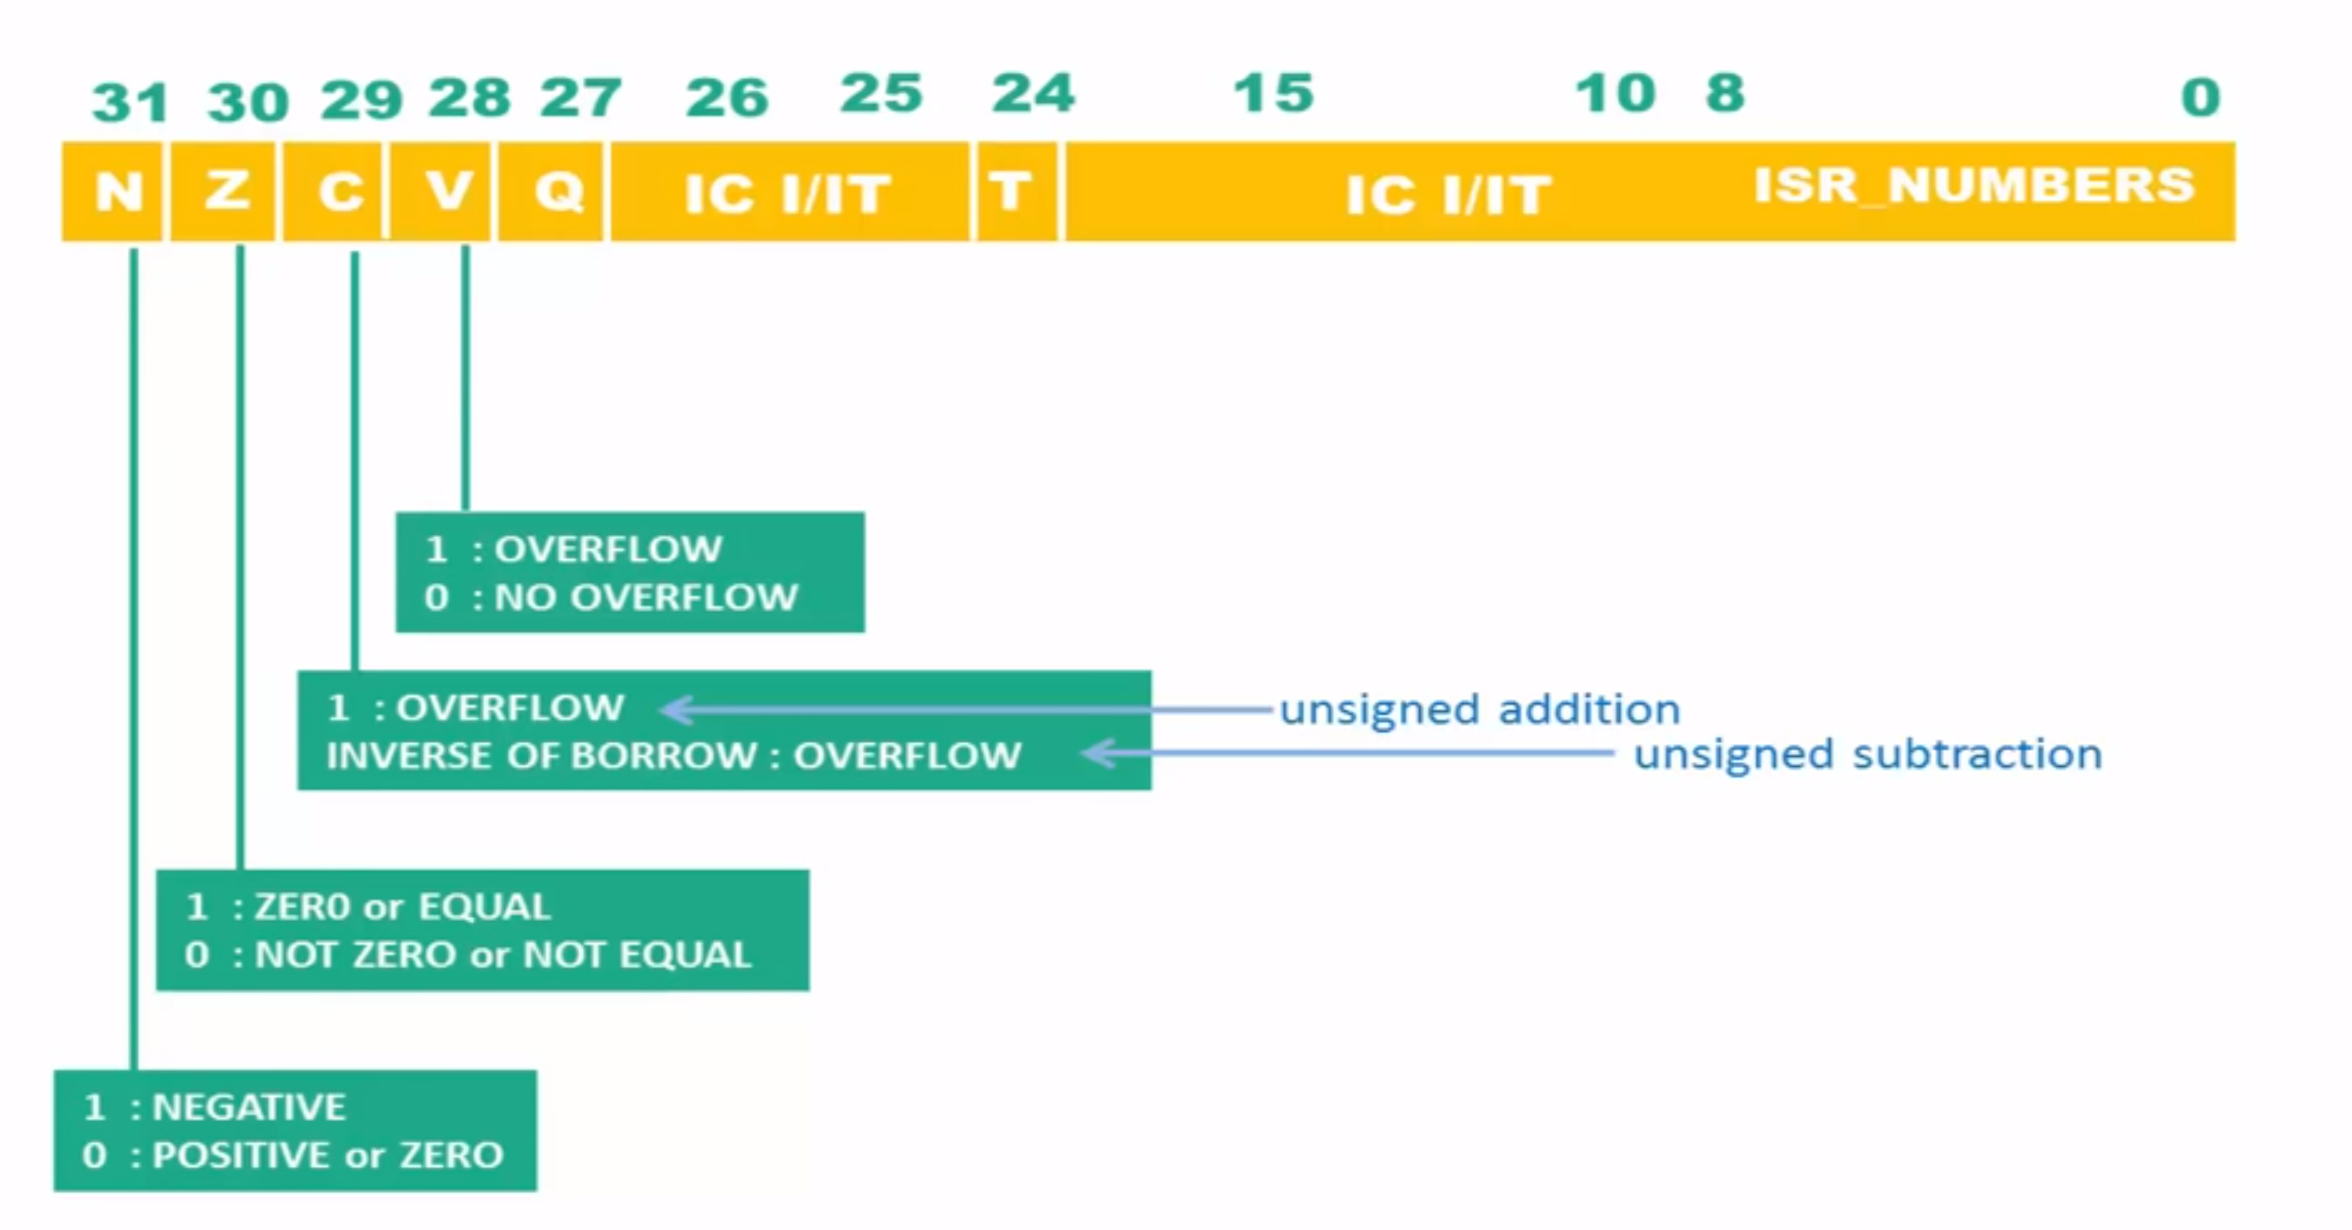 31 30 29 28 27 26 25 24 15 10 8 0
N Z C V Q IC I/IT T IC I/IT ISR_NUMBERS
1 : OVERFLOW
0 : NO OVERFLOW
1 : OVERFLOW unsigned addition
INVERSE OF BORROW : OVERFLOW unsigned subtraction
1 : ZER0 or EQUAL
0 : NOT ZERO or NOT EQUAL
1 : NEGATIVE
0 : POSITIVE or ZERO